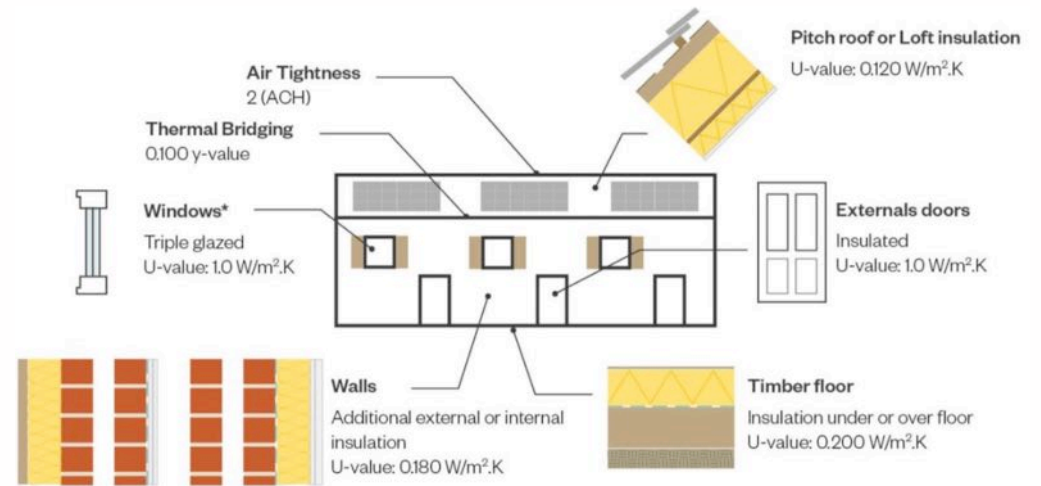 Pitch roof or Loft insulation
U-value: 0.120 W/m².K
Air Tightness
2 (ACH)
Thermal Bridging
0.100 y-value
Windows*
Triple glazed
U-value: 1.0 W/m².K
Externals doors
Insulated
U-value: 1.0 W/m².K
Walls
Additional external or internal
insulation
U-value: 0.180 W/m².K
Timber floor
Insulation under or over floor
U-value: 0.200 W/m².K